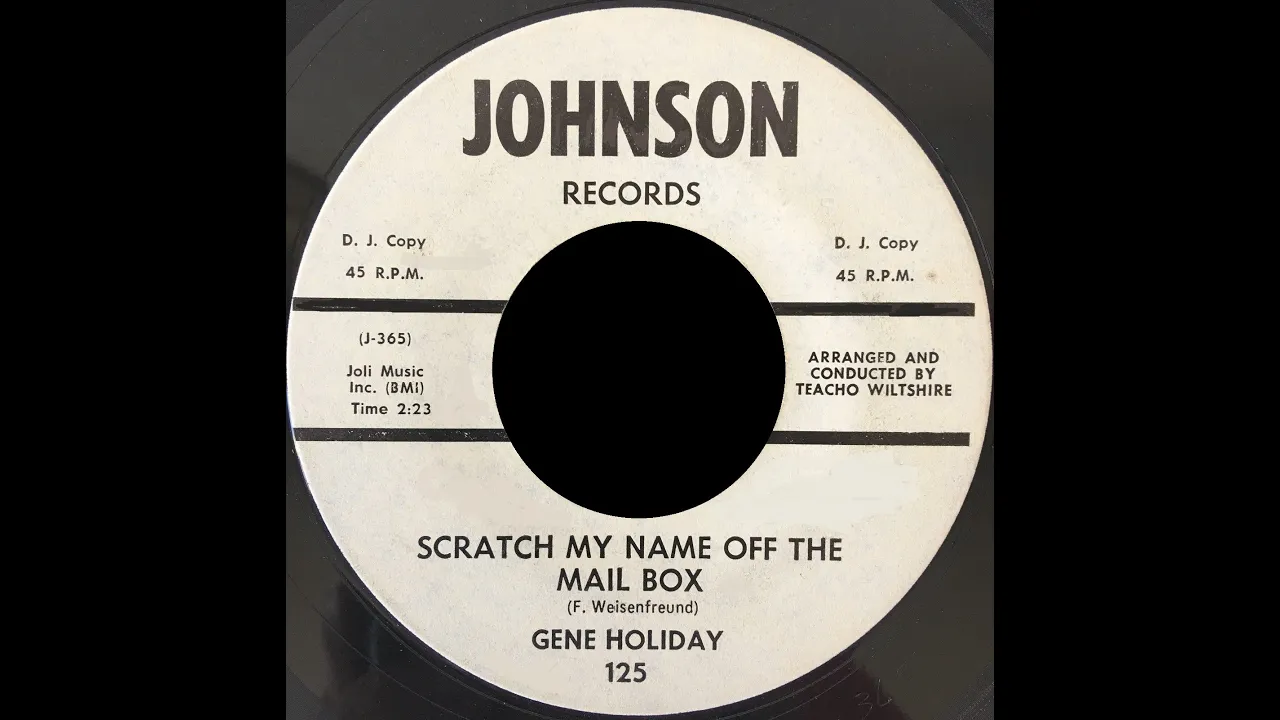 JOHNSON
RECORDS
D. J. Copy
45 R.P.M.
D. J. Copy
45 R.P.M.
(J-365)
Joli Music
Inc. (BMI)
Time 2:23
ARRANGED AND
CONDUCTED BY
TEACHO WILTSHIRE
SCRATCH MY NAME OFF THE
MAIL BOX
(F. Weisenfreund)
GENE HOLIDAY
125